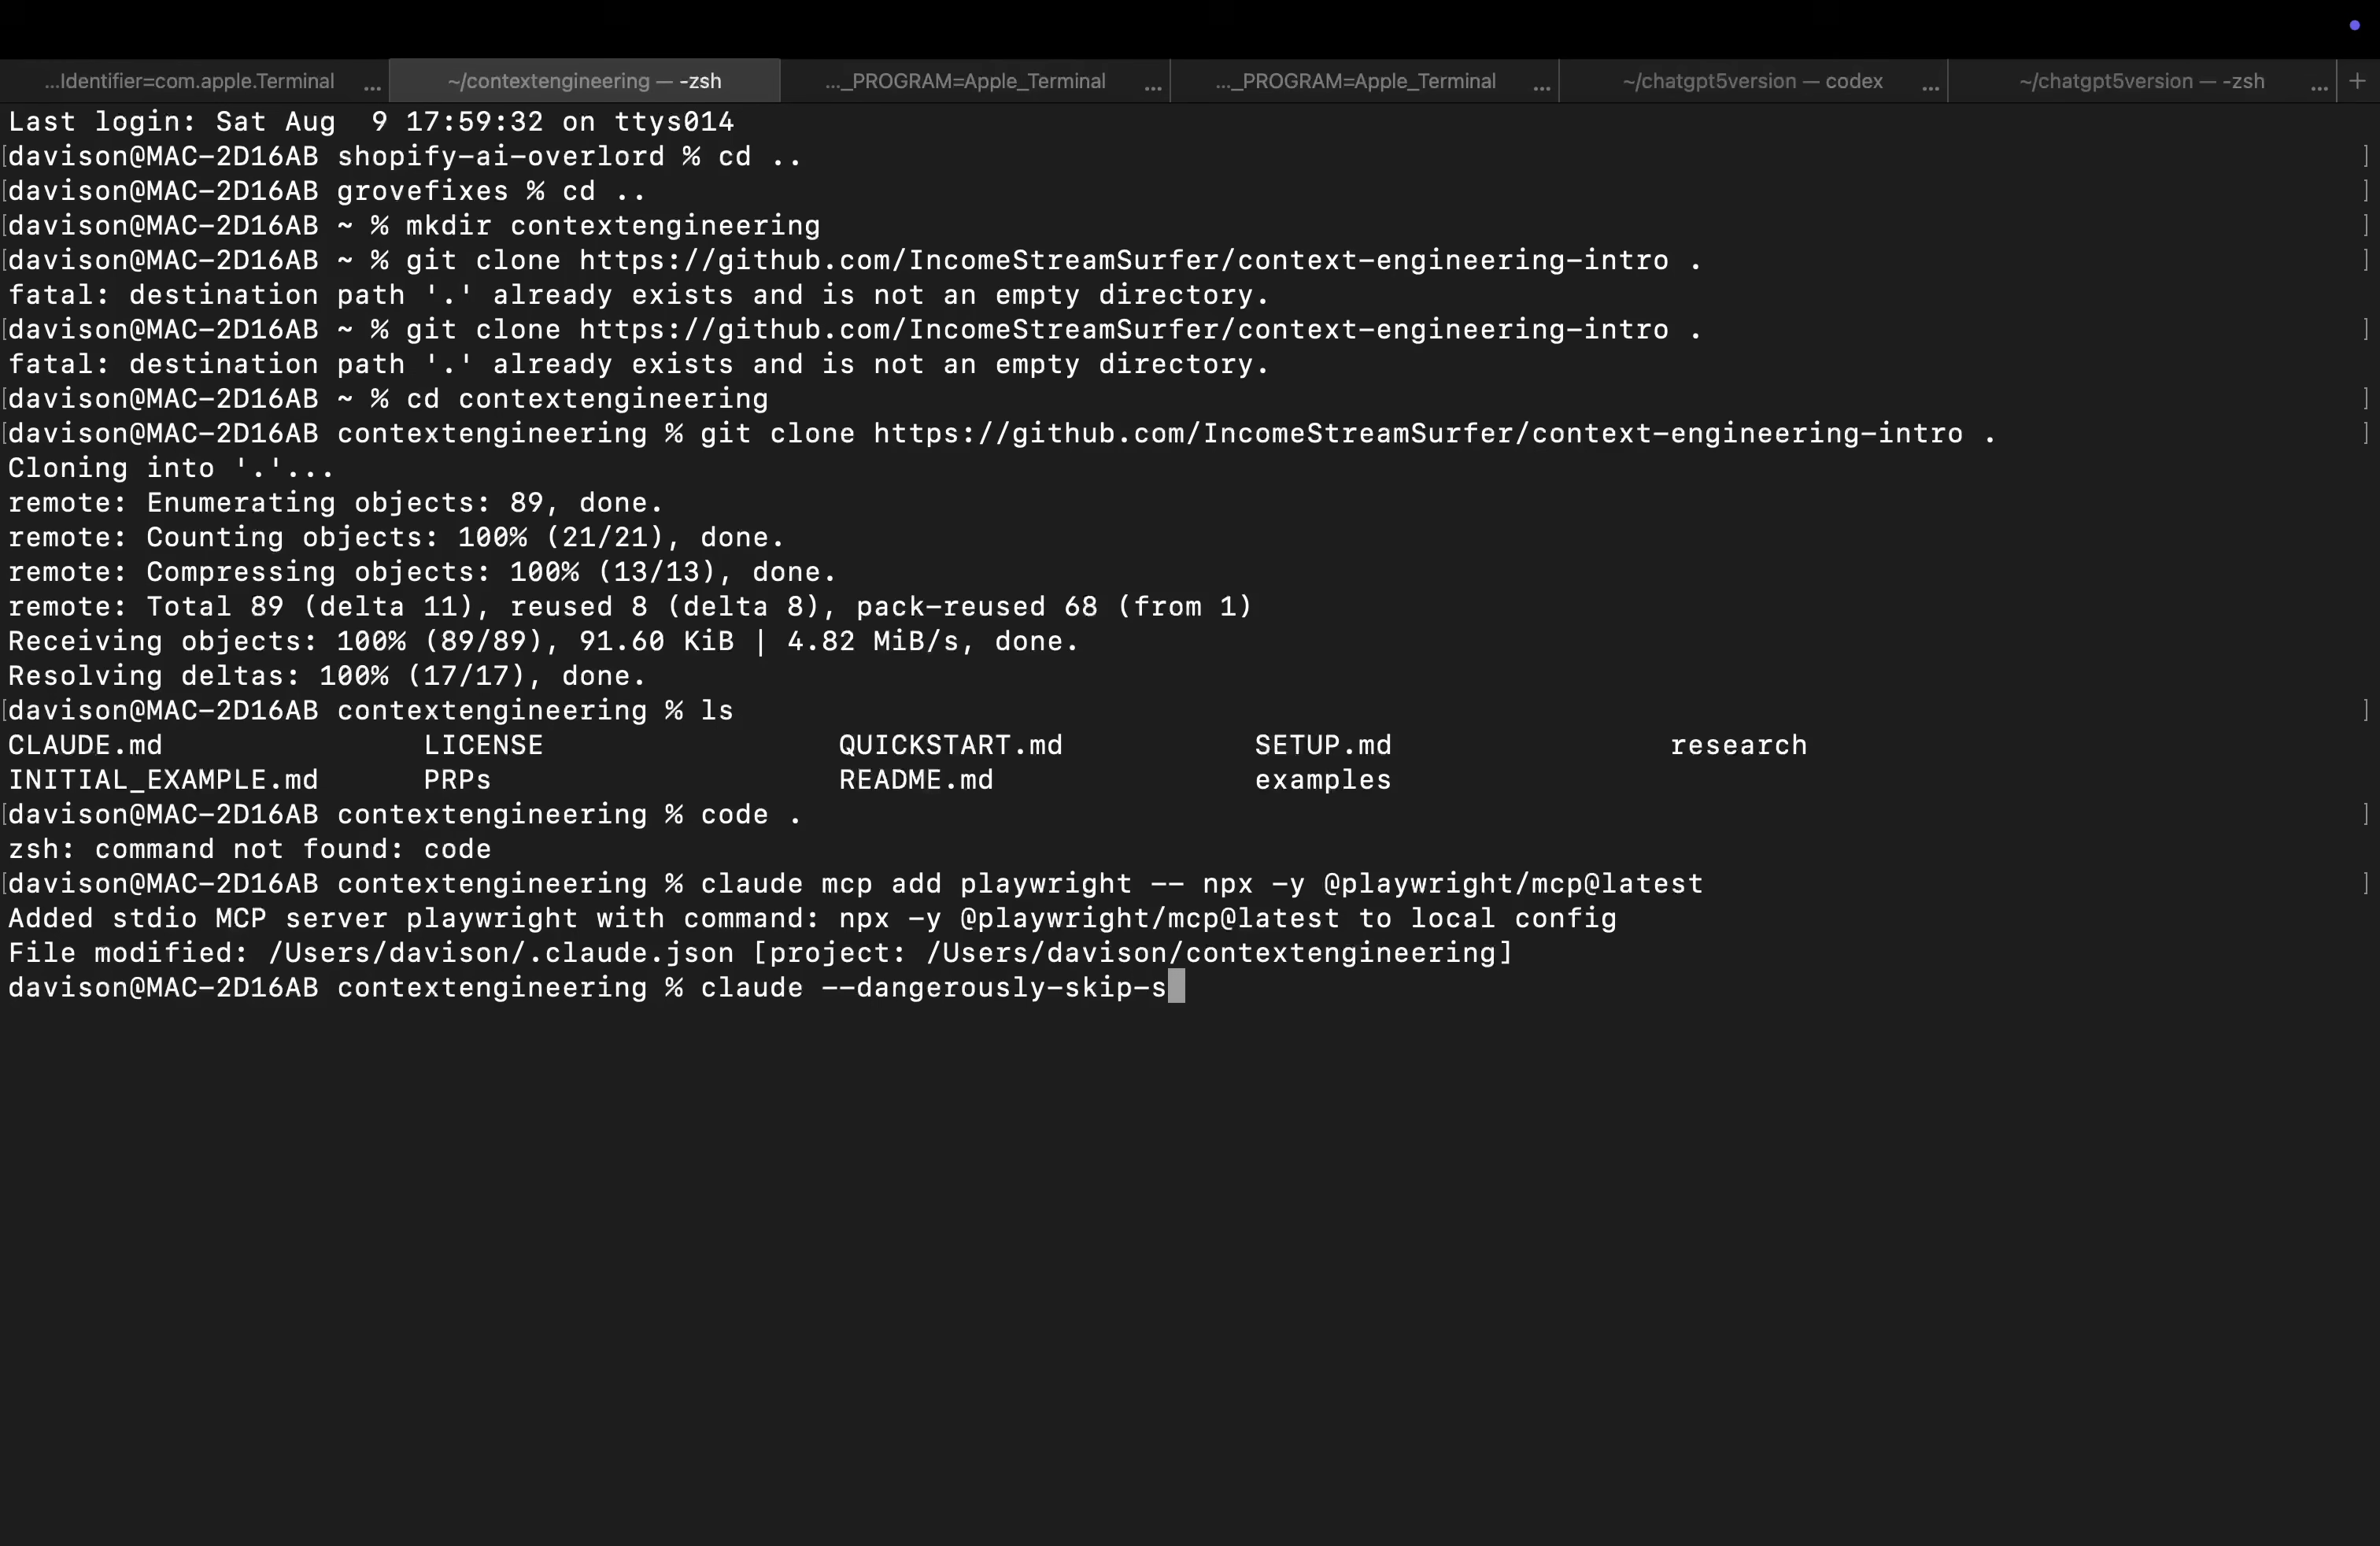 ...Identifier=com.apple.Terminal ... ~/contextengineering — -zsh ..._PROGRAM=Apple_Terminal ... ..._PROGRAM=Apple_Terminal ... ~/chatgpt5version — codex ... ~/chatgpt5version — -zsh ... +
Last login: Sat Aug  9 17:59:32 on ttys014
[davison@MAC-2D16AB shopify-ai-overlord % cd .. ]
[davison@MAC-2D16AB grovefixes % cd .. ]
[davison@MAC-2D16AB ~ % mkdir contextengineering ]
[davison@MAC-2D16AB ~ % git clone https://github.com/IncomeStreamSurfer/context-engineering-intro . ]
fatal: destination path '.' already exists and is not an empty directory.
[davison@MAC-2D16AB ~ % git clone https://github.com/IncomeStreamSurfer/context-engineering-intro . ]
fatal: destination path '.' already exists and is not an empty directory.
[davison@MAC-2D16AB ~ % cd contextengineering ]
[davison@MAC-2D16AB contextengineering % git clone https://github.com/IncomeStreamSurfer/context-engineering-intro . ]
Cloning into '.'...
remote: Enumerating objects: 89, done.
remote: Counting objects: 100% (21/21), done.
remote: Compressing objects: 100% (13/13), done.
remote: Total 89 (delta 11), reused 8 (delta 8), pack-reused 68 (from 1)
Receiving objects: 100% (89/89), 91.60 KiB | 4.82 MiB/s, done.
Resolving deltas: 100% (17/17), done.
[davison@MAC-2D16AB contextengineering % ls ]
CLAUDE.md LICENSE QUICKSTART.md SETUP.md research
INITIAL_EXAMPLE.md PRPs README.md examples
[davison@MAC-2D16AB contextengineering % code . ]
zsh: command not found: code
[davison@MAC-2D16AB contextengineering % claude mcp add playwright -- npx -y @playwright/mcp@latest ]
Added stdio MCP server playwright with command: npx -y @playwright/mcp@latest to local config
File modified: /Users/davison/.claude.json [project: /Users/davison/contextengineering]
davison@MAC-2D16AB contextengineering % claude --dangerously-skip-s